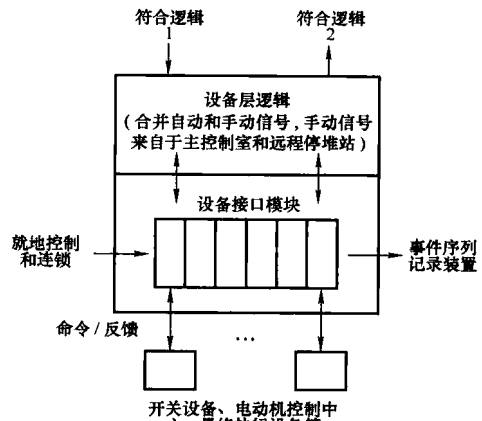 符合逻辑
1
符合逻辑
2
设备层逻辑
(合并自动和手动信号,手动信号
来自于主控制室和远程停堆站)
设备接口模块
就地控制
和连锁
事件序列
记录装置
命令/反馈
…
开关设备、电动机控制中